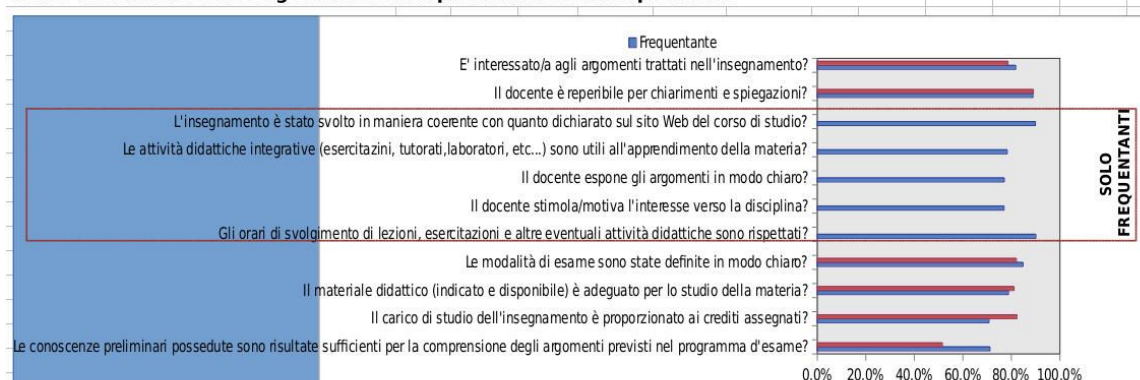 Frequentante
E' interessato/a agli argomenti trattati nell'insegnamento?
Il docente è reperibile per chiarimenti e spiegazioni?
L'insegnamento è stato svolto in maniera coerente con quanto dichiarato sul sito Web del corso di studio?
Le attività didattiche integrative (esercitazini, tutorati,laboratori, etc...) sono utili all'apprendimento della materia?
Il docente espone gli argomenti in modo chiaro?
Il docente stimola/motiva l'interesse verso la disciplina?
Gli orari di svolgimento di lezioni, esercitazioni e altre eventuali attività didattiche sono rispettati?
SOLO
FREQUENTANTI
Le modalità di esame sono state definite in modo chiaro?
Il materiale didattico (indicato e disponibile) è adeguato per lo studio della materia?
Il carico di studio dell'insegnamento è proporzionato ai crediti assegnati?
Le conoscenze preliminari possedute sono risultate sufficienti per la comprensione degli argomenti previsti nel programma d'esame?
0.0% 20.0% 40.0% 60.0% 80.0% 100.0%